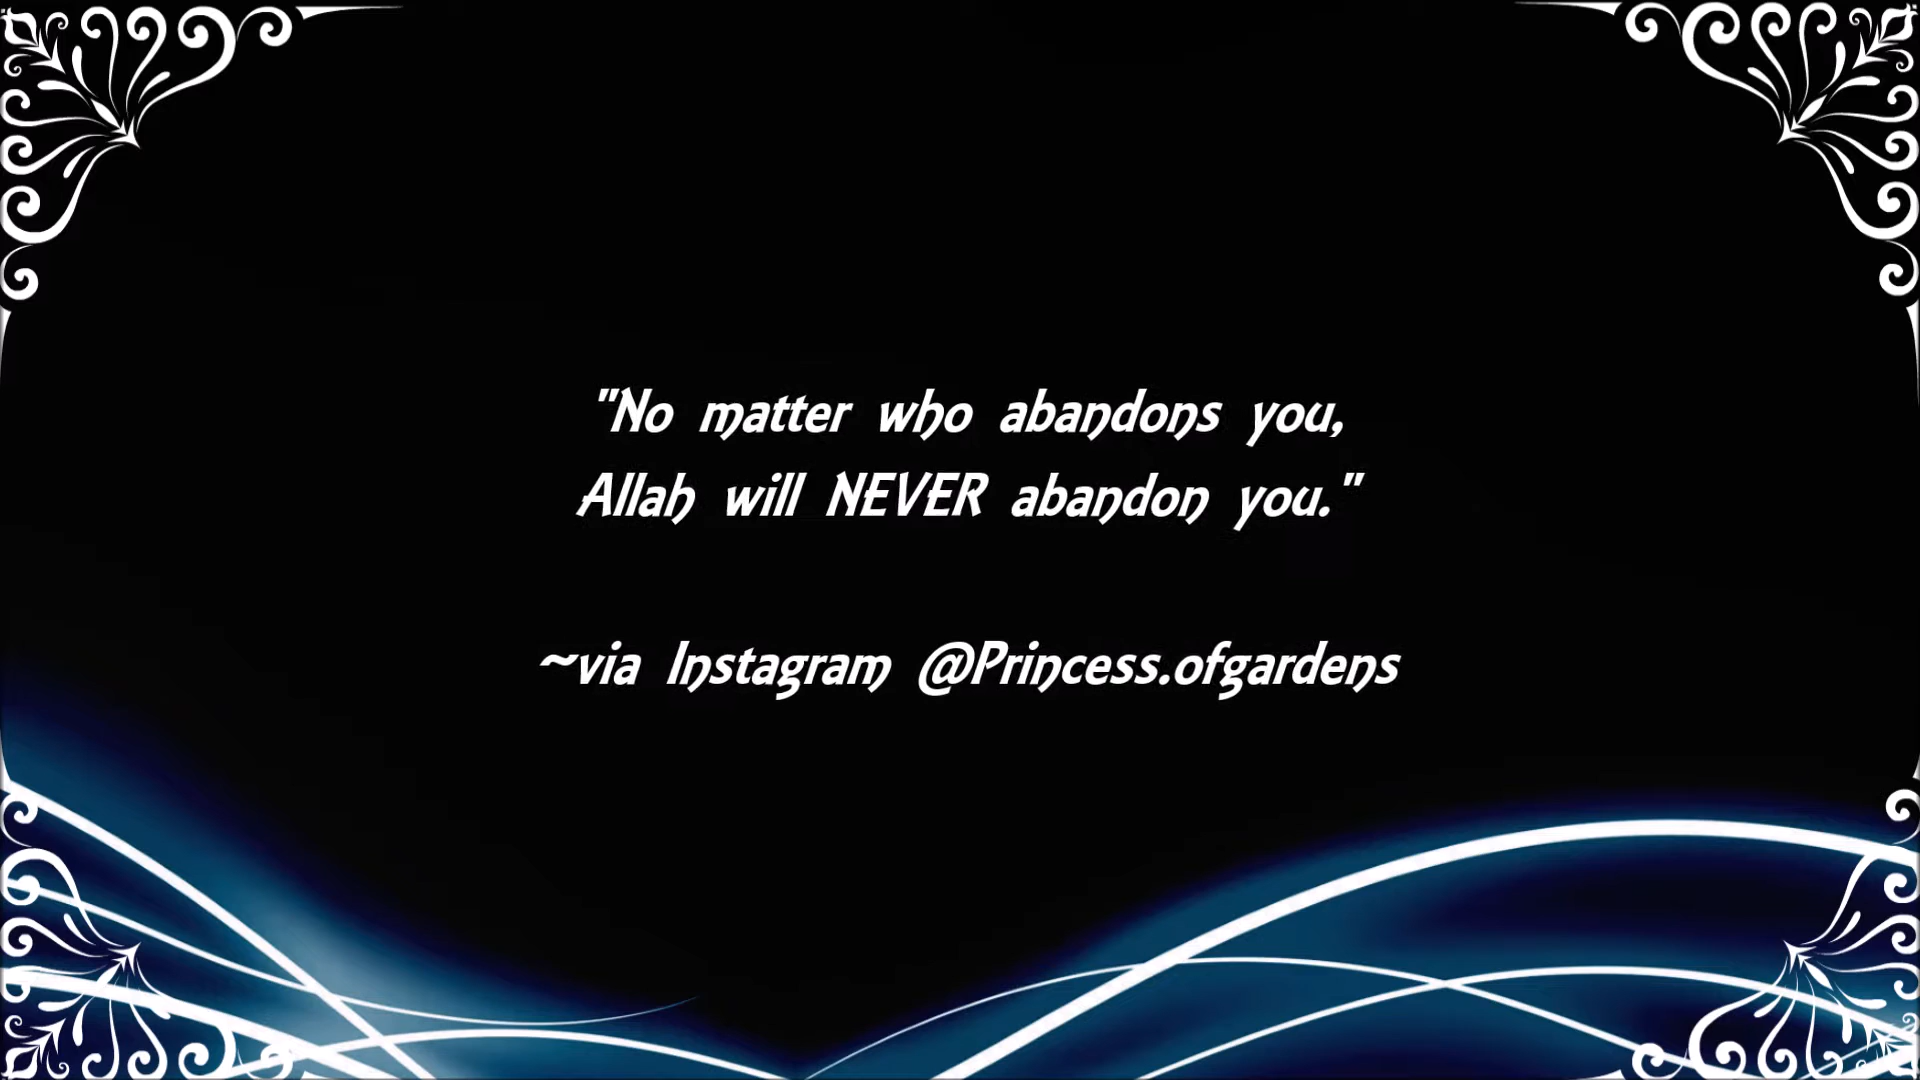 "No matter who abandons you,
Allah will NEVER abandon you."
~via Instagram @Princess.ofgardens